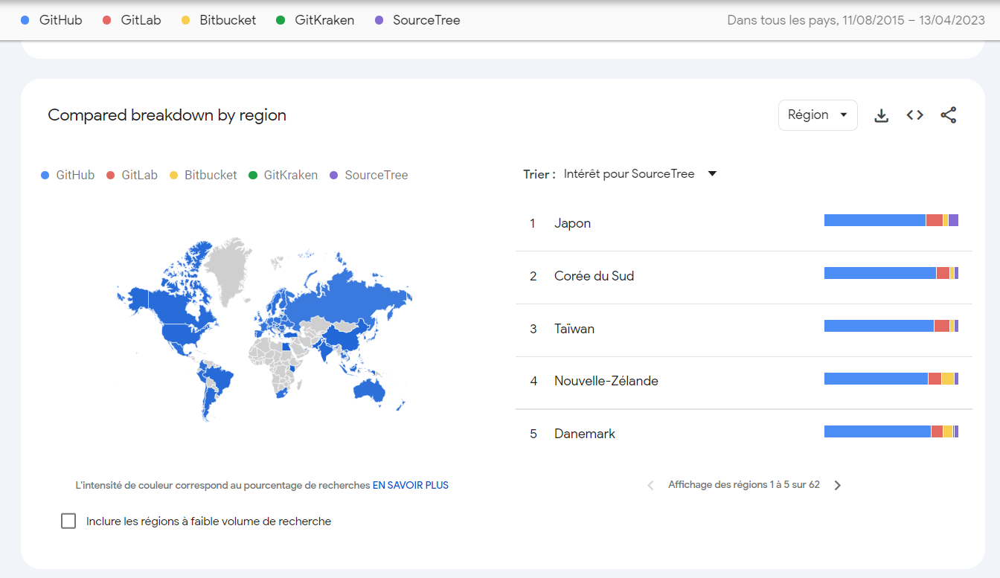 GitHub GitLab Bitbucket GitKraken SourceTree Dans tous les pays, 11/08/2015 – 13/04/2023
Compared breakdown by region
Région
GitHub GitLab Bitbucket GitKraken SourceTree
Trier : Intérêt pour SourceTree
1 Japon
2 Corée du Sud
3 Taïwan
4 Nouvelle-Zélande
5 Danemark
L'intensité de couleur correspond au pourcentage de recherches EN SAVOIR PLUS
Affichage des régions 1 à 5 sur 62
Inclure les régions à faible volume de recherche